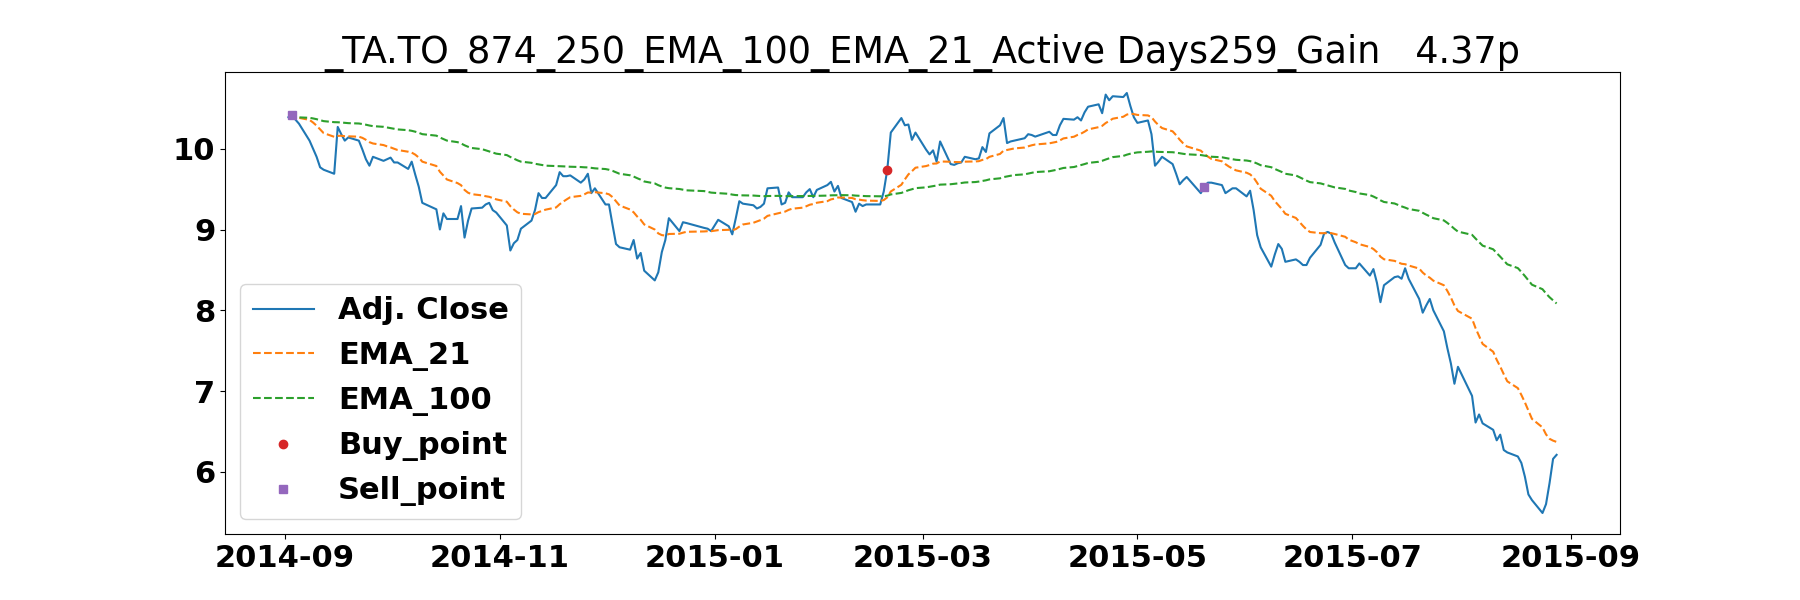 _TA.TO_874_250_EMA_100_EMA_21_Active Days259_Gain   4.37p
10
9
8
7
6
Adj. Close
EMA_21
EMA_100
Buy_point
Sell_point
2014-09 2014-11 2015-01 2015-03 2015-05 2015-07 2015-09